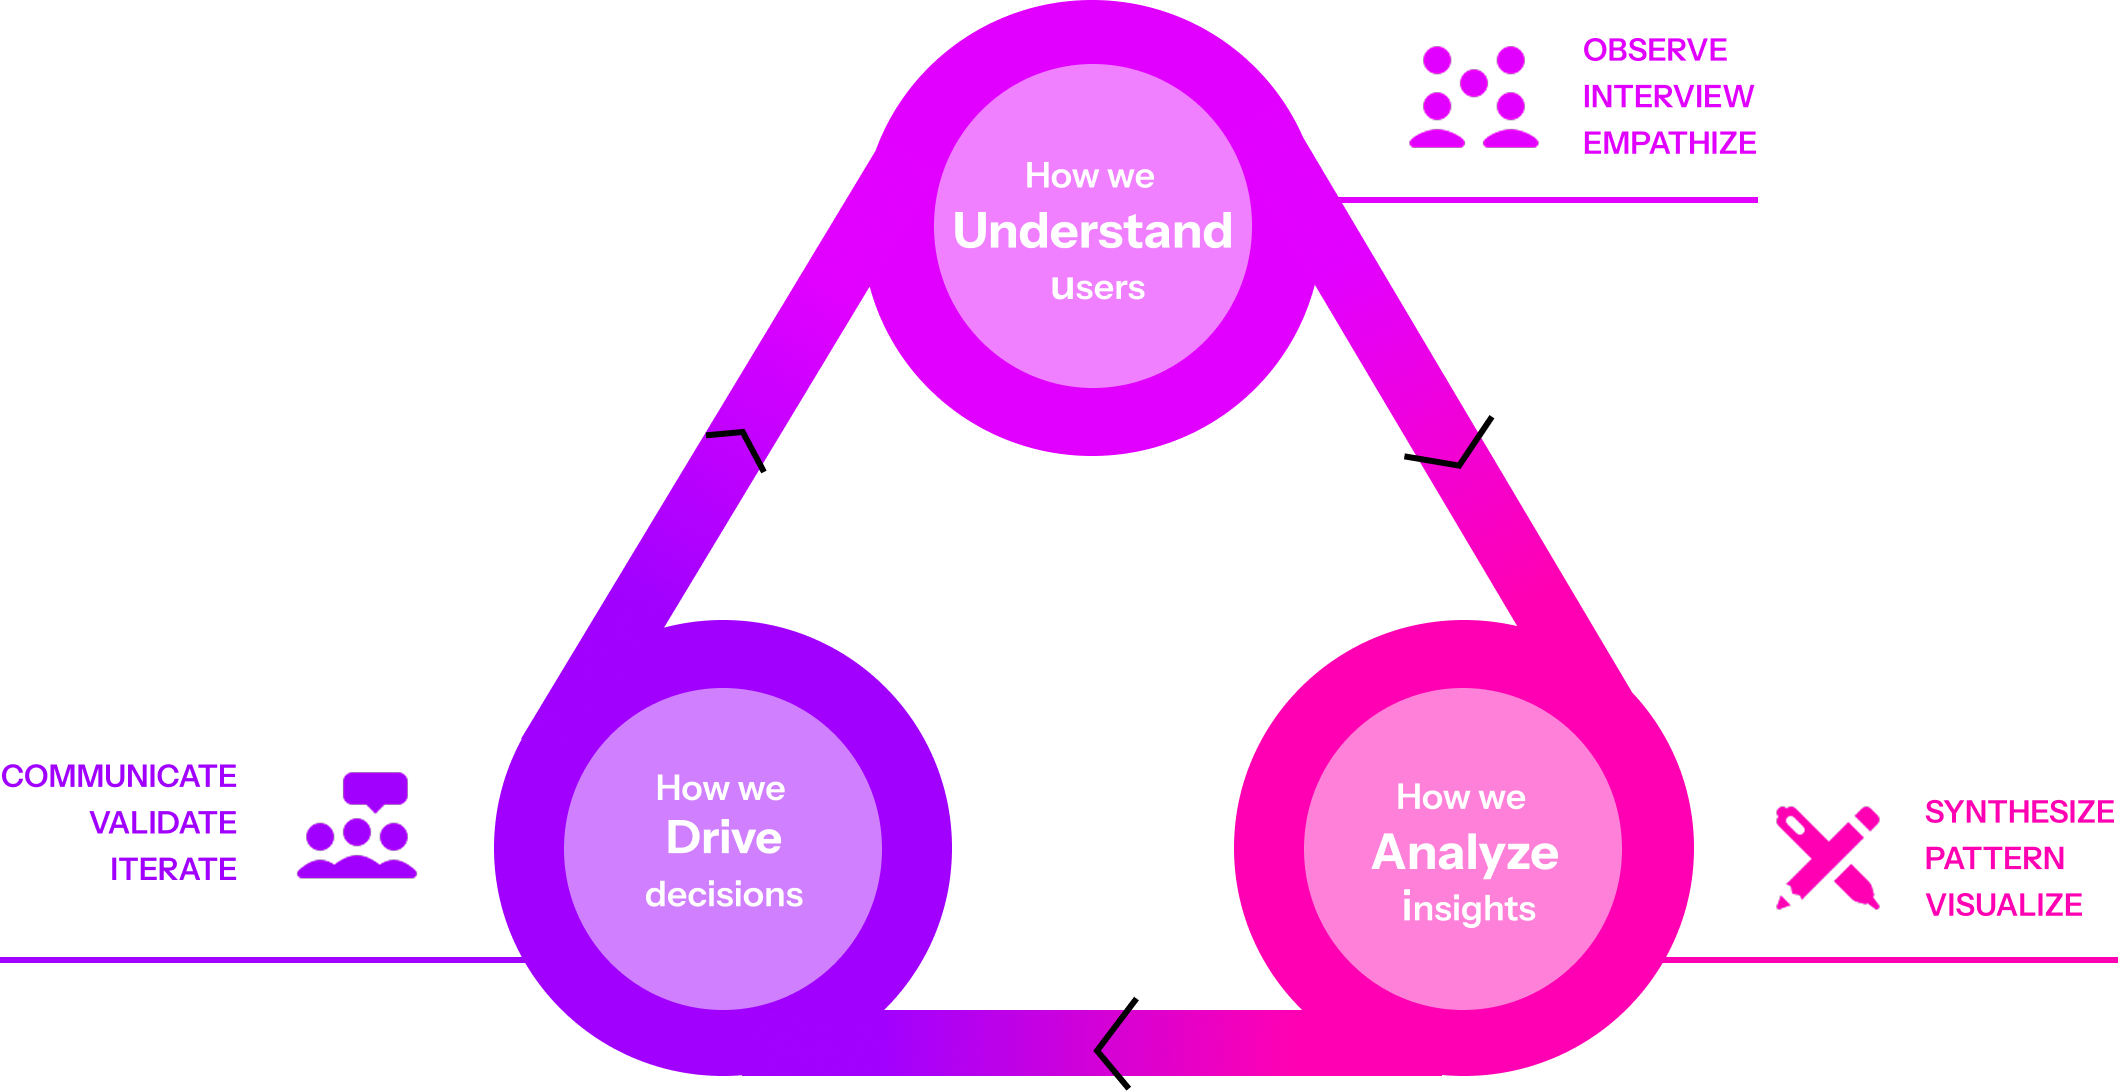 How we
Understand
users
OBSERVE
INTERVIEW
EMPATHIZE
How we
Analyze
insights
SYNTHESIZE
PATTERN
VISUALIZE
How we
Drive
decisions
COMMUNICATE
VALIDATE
ITERATE